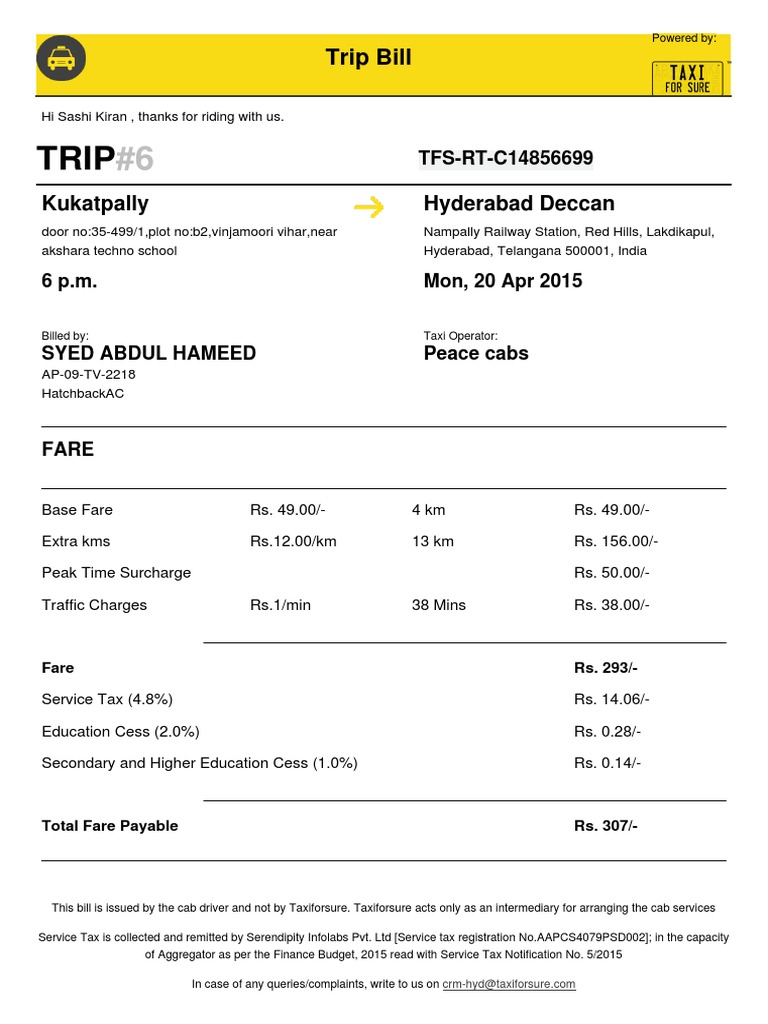 Powered by:
Trip Bill
TAXI
FOR SURE
Hi Sashi Kiran , thanks for riding with us.
TRIP#6
TFS-RT-C14856699
Kukatpally
Hyderabad Deccan
door no:35-499/1,plot no:b2,vinjamoori vihar,near
akshara techno school
Nampally Railway Station, Red Hills, Lakdikapul,
Hyderabad, Telangana 500001, India
6 p.m.
Mon, 20 Apr 2015
Billed by:
SYED ABDUL HAMEED
AP-09-TV-2218
HatchbackAC
Taxi Operator:
Peace cabs
FARE
Base Fare Rs. 49.00/- 4 km Rs. 49.00/-
Extra kms Rs.12.00/km 13 km Rs. 156.00/-
Peak Time Surcharge Rs. 50.00/-
Traffic Charges Rs.1/min 38 Mins Rs. 38.00/-
Fare Rs. 293/-
Service Tax (4.8%) Rs. 14.06/-
Education Cess (2.0%) Rs. 0.28/-
Secondary and Higher Education Cess (1.0%) Rs. 0.14/-
Total Fare Payable Rs. 307/-
This bill is issued by the cab driver and not by Taxiforsure. Taxiforsure acts only as an intermediary for arranging the cab services
Service Tax is collected and remitted by Serendipity Infolabs Pvt. Ltd [Service tax registration No.AAPCS4079PSD002]; in the capacity
of Aggregator as per the Finance Budget, 2015 read with Service Tax Notification No. 5/2015
In case of any queries/complaints, write to us on crm-hyd@taxiforsure.com